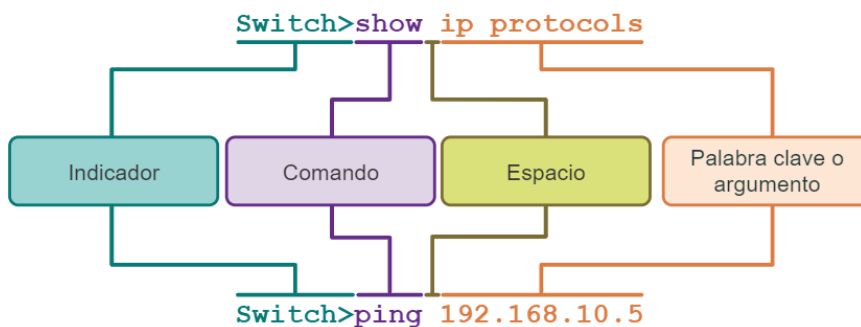 Switch>show ip protocols
Indicador
Comando
Espacio
Palabra clave o
argumento
Switch>ping 192.168.10.5